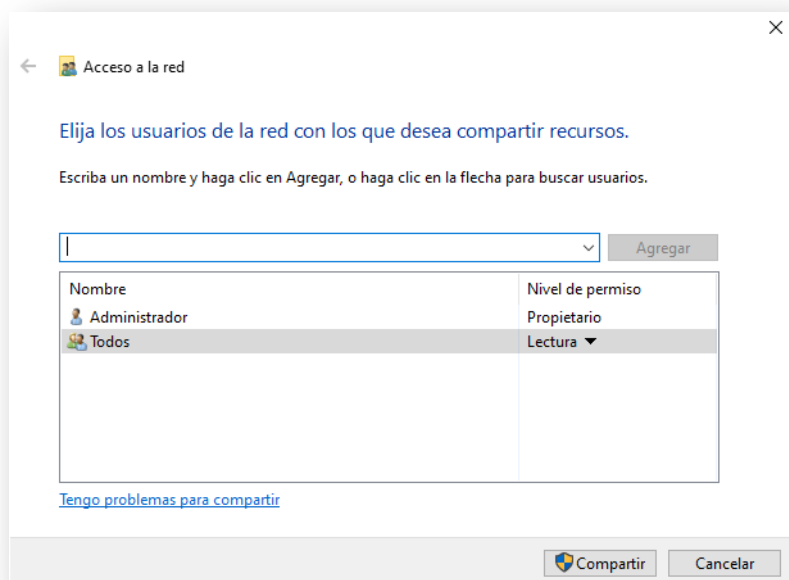 Acceso a la red
Elija los usuarios de la red con los que desea compartir recursos.
Escriba un nombre y haga clic en Agregar, o haga clic en la flecha para buscar usuarios.
Agregar
Nombre Nivel de permiso
Administrador Propietario
Todos Lectura
Tengo problemas para compartir
Compartir Cancelar